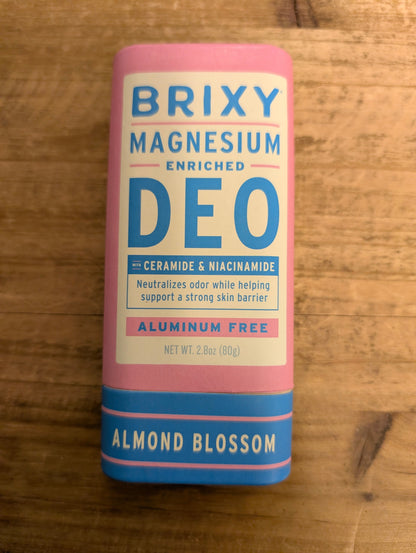 BRIXY
MAGNESIUM
ENRICHED
DEO
WITH CERAMIDE & NIACINAMIDE
Neutralizes odor while helping
support a strong skin barrier
ALUMINUM FREE
NET WT. 2.8oz (80g)
ALMOND BLOSSOM